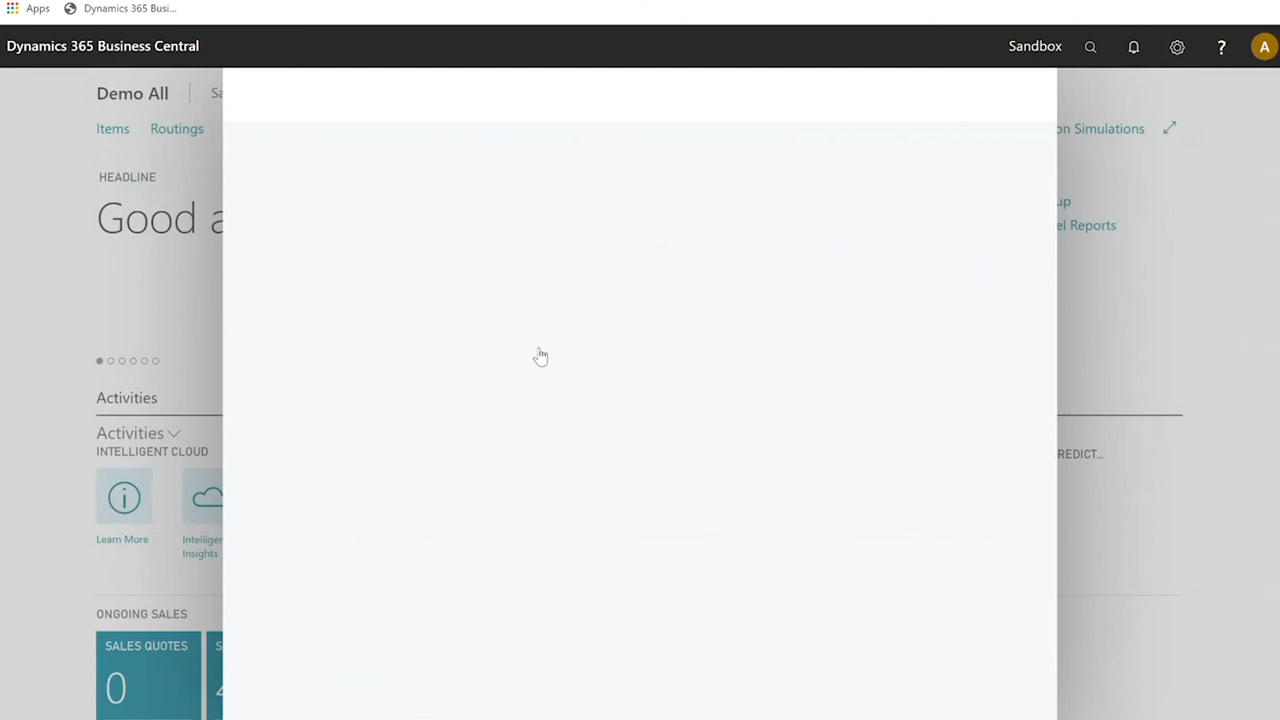 Apps Dynamics 365 Busi...
Dynamics 365 Business Central
Sandbox
?
A
Demo All
Items Routings
on Simulations
HEADLINE
Good a
up
el Reports
Activities
Activities
INTELLIGENT CLOUD
REDICT...
Learn More
Intelliger
Insights
ONGOING SALES
SALES QUOTES
0